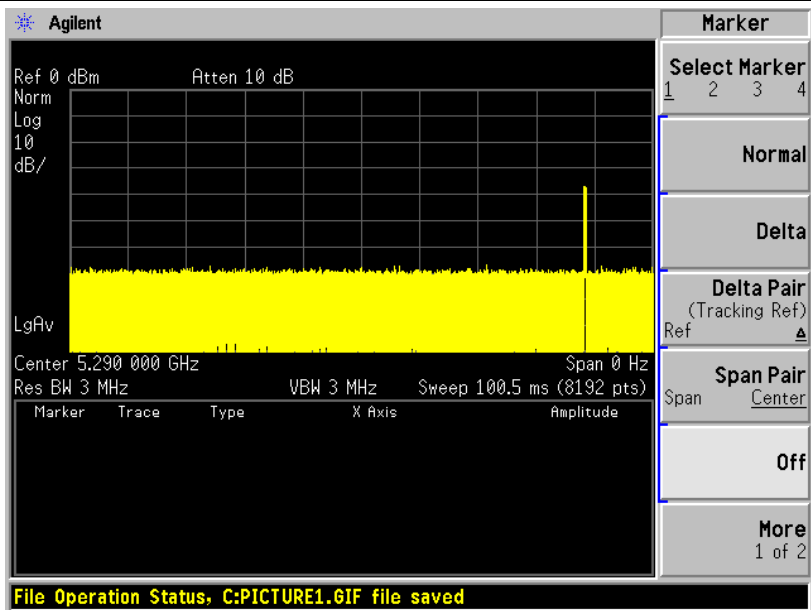 Agilent
Marker
Ref 0 dBm Atten 10 dB
Norm
Log
10
dB/
LgAv
Center 5.290 000 GHz Span 0 Hz
Res BW 3 MHz VBW 3 MHz Sweep 100.5 ms (8192 pts)
Marker Trace Type X Axis Amplitude
Select Marker
1 2 3 4
Normal
Delta
Delta Pair
(Tracking Ref)
Ref Δ
Span Pair
Span Center
Off
More
1 of 2
File Operation Status, C:PICTURE1.GIF file saved